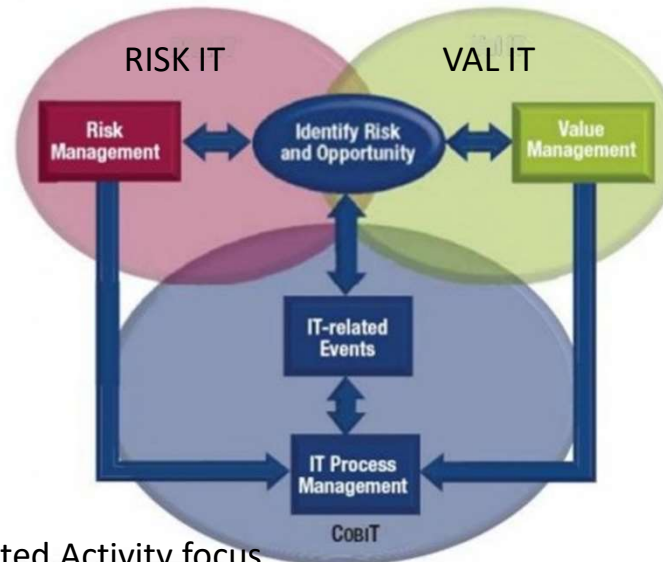 RISK IT
VAL IT
Risk
Management
Identify Risk
and Opportunity
Value
Management
IT-related
Events
IT Process
Management
COBIT
ted Activity focus